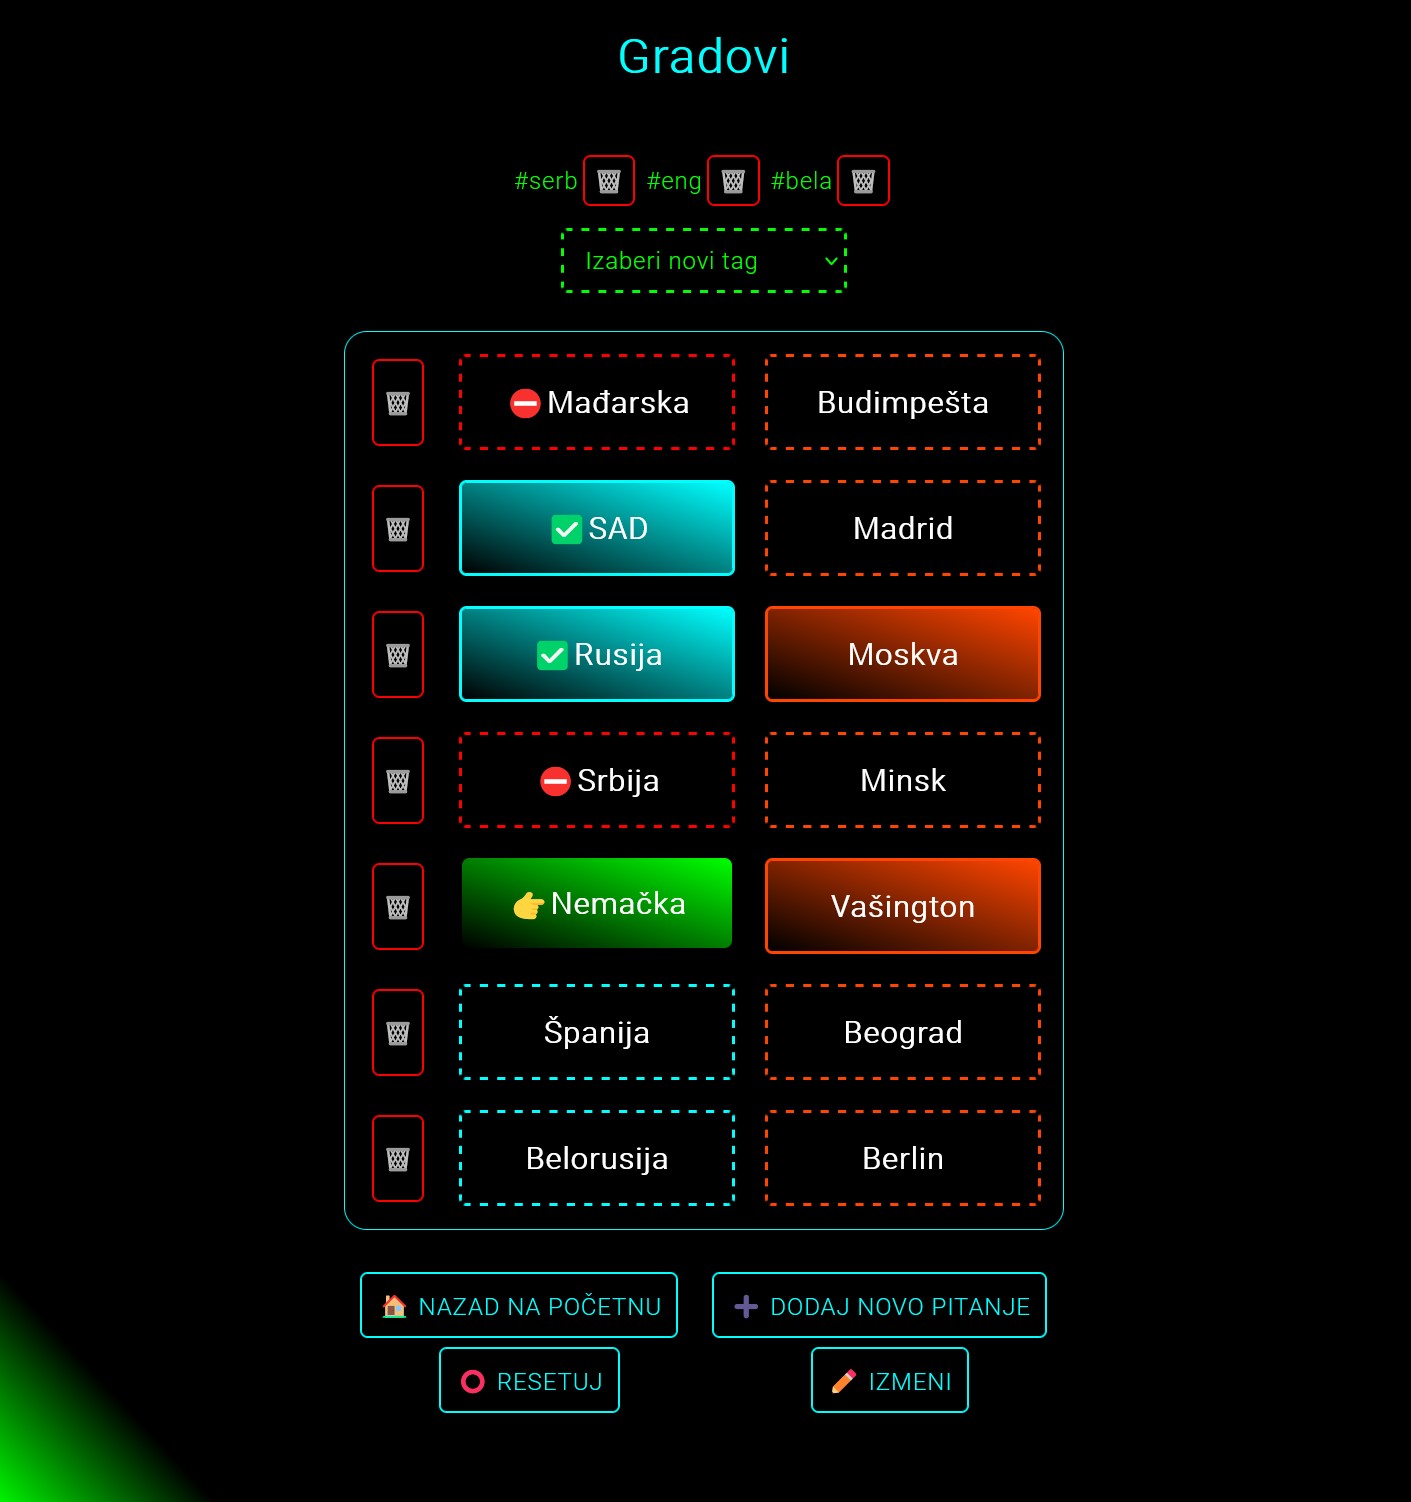 Gradovi
#serb #eng #bela
Izaberi novi tag
Mađarska Budimpešta
SAD Madrid
Rusija Moskva
Srbija Minsk
Nemačka Vašington
Španija Beograd
Belorusija Berlin
NAZAD NA POČETNU DODAJ NOVO PITANJE
RESETUJ IZMENI